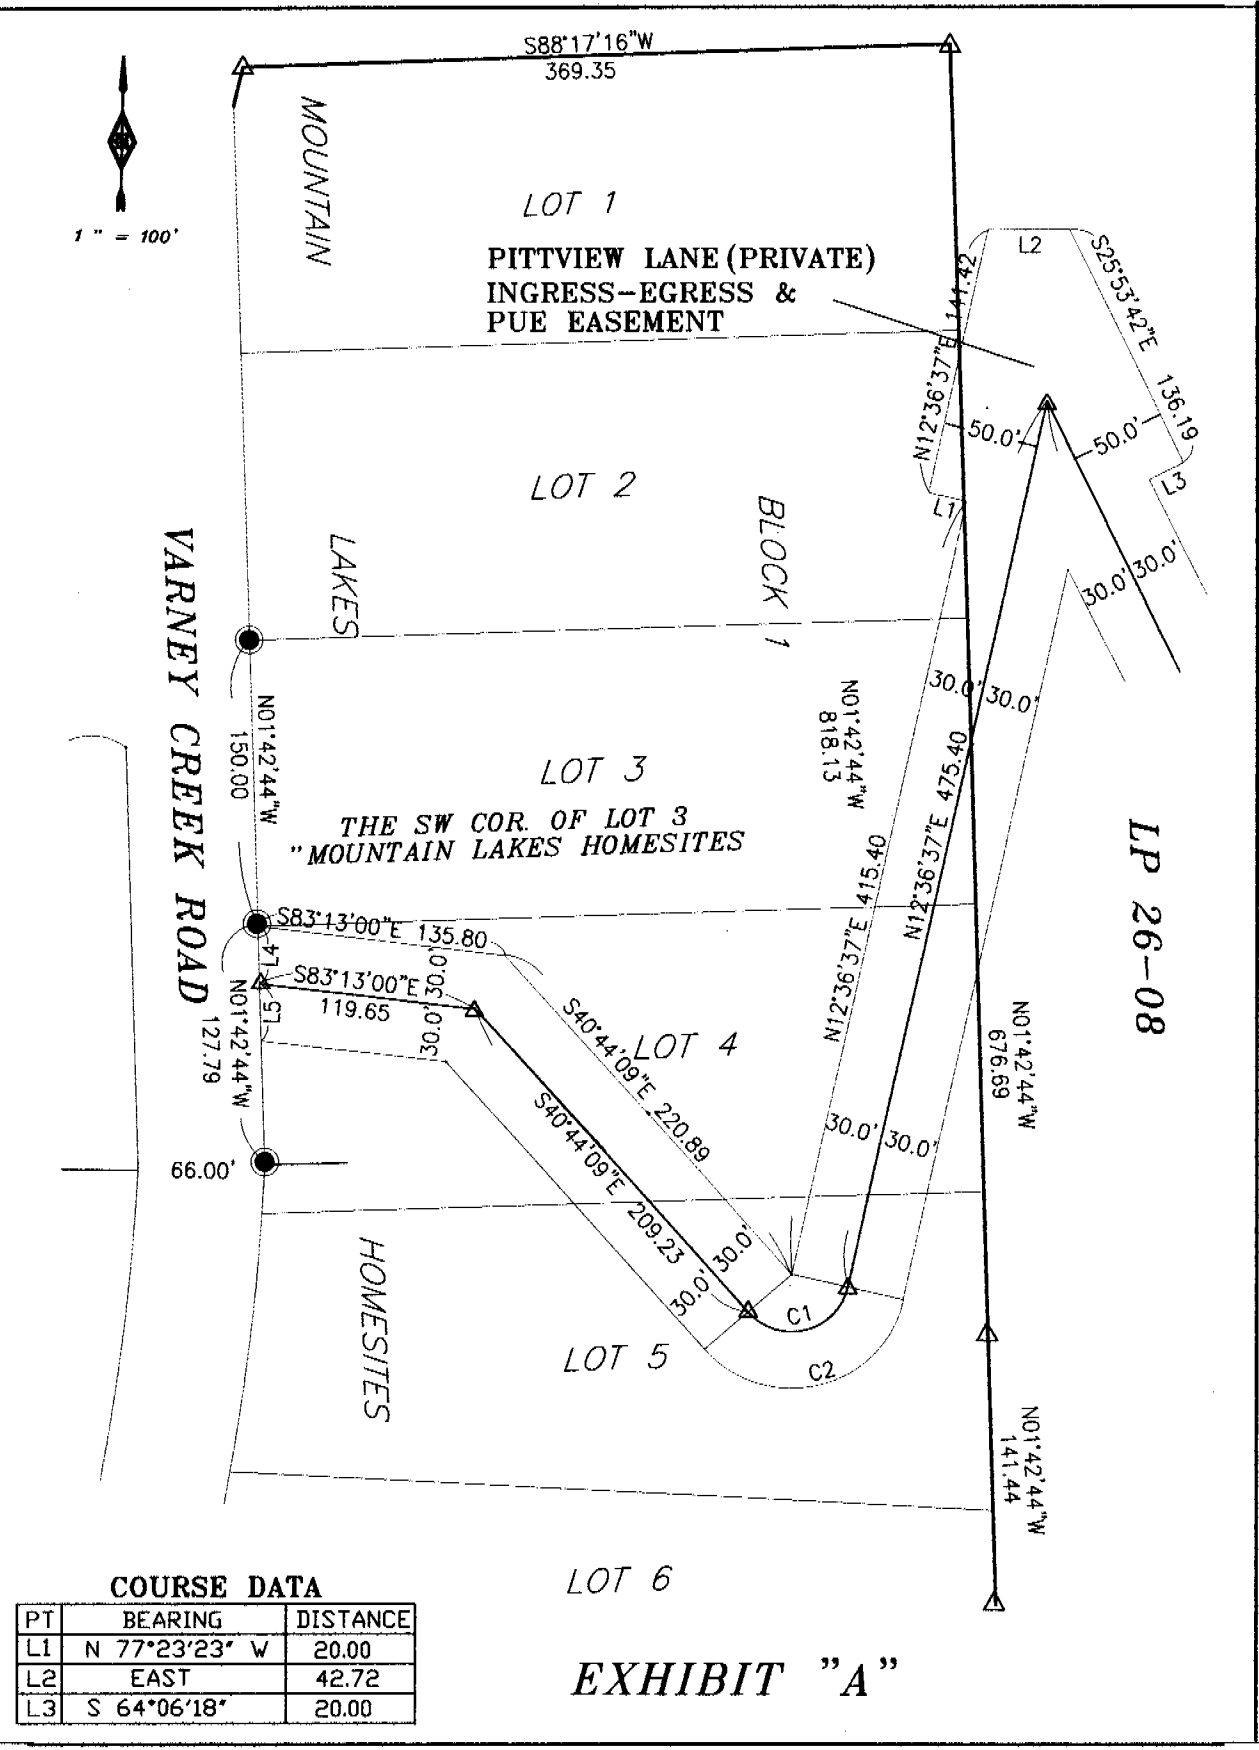 S88°17'16"W
369.35
MOUNTAIN
1 " = 100'
LOT 1
PITTVIEW LANE (PRIVATE)
INGRESS-EGRESS &
PUE EASEMENT
L2
S25°53'42"E 136.19
N12°36'37"E 141.42
50.0'
50.0'
L1
L3
LOT 2
BLOCK 1
LAKES
30.0' 30.0'
VARNEY CREEK ROAD
N01°42'44"W
150.00
30.0' 30.0'
N01°42'44"W
818.13
LOT 3
THE SW COR. OF LOT 3
"MOUNTAIN LAKES HOMESITES
N12°36'37"E 415.40
N12°36'37"E 475.40
LP 26-08
S83°13'00"E 135.80
L4
S83°13'00"E
119.65
L5
30.0' 30.0'
N01°42'44"W
127.79
S40°44'09"E 220.89
LOT 4
N01°42'44"W
676.69
S40°44'09"E 209.23
30.0' 30.0'
66.00'
30.0' 30.0'
HOMESITES
C1
C2
LOT 5
N01°42'44"W
141.44
LOT 6
COURSE DATA
PT BEARING DISTANCE
L1 N 77°23'23" W 20.00
L2 EAST 42.72
L3 S 64°06'18" 20.00
EXHIBIT "A"